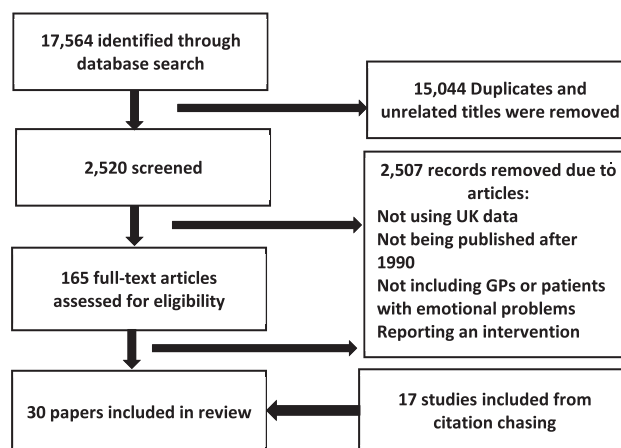 17,564 identified through
database search
15,044 Duplicates and
unrelated titles were removed
2,520 screened
2,507 records removed due to
articles:
Not using UK data
Not being published after
1990
Not including GPs or patients
with emotional problems
Reporting an intervention
165 full-text articles
assessed for eligibility
30 papers included in review
17 studies included from
citation chasing